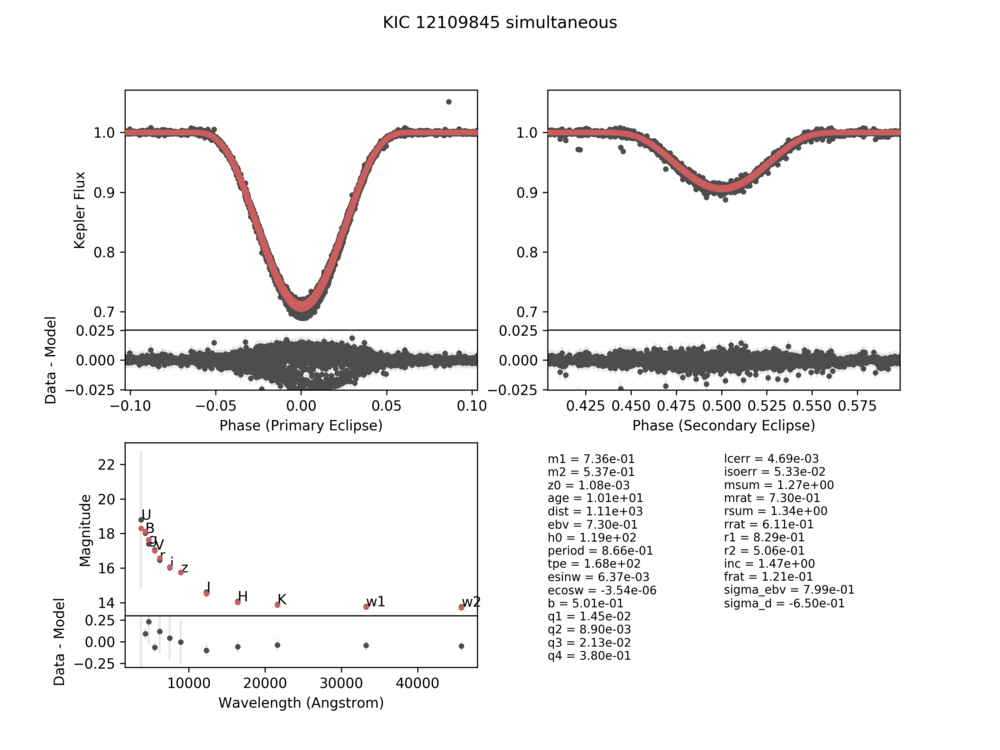 KIC 12109845 simultaneous
Kepler Flux
1.0
0.9
0.8
0.7
1.0
0.9
0.8
0.7
Data - Model
0.025
0.000
−0.025
0.025
0.000
−0.025
−0.10 −0.05 0.00 0.05 0.10
0.425 0.450 0.475 0.500 0.525 0.550 0.575
Phase (Primary Eclipse)
Phase (Secondary Eclipse)
Magnitude
22
20
18
16
14
U
B
g
V
r
i
z
J
H
K
w1
w2
Data - Model
0.25
0.00
−0.25
10000 20000 30000 40000
Wavelength (Angstrom)
m1 = 7.36e-01
m2 = 5.37e-01
z0 = 1.08e-03
age = 1.01e+01
dist = 1.11e+03
ebv = 7.30e-01
h0 = 1.19e+02
period = 8.66e-01
tpe = 1.68e+02
esinw = 6.37e-03
ecosw = -3.54e-06
b = 5.01e-01
q1 = 1.45e-02
q2 = 8.90e-03
q3 = 2.13e-02
q4 = 3.80e-01
lcerr = 4.69e-03
isoerr = 5.33e-02
msum = 1.27e+00
mrat = 7.30e-01
rsum = 1.34e+00
rrat = 6.11e-01
r1 = 8.29e-01
r2 = 5.06e-01
inc = 1.47e+00
frat = 1.21e-01
sigma_ebv = 7.99e-01
sigma_d = -6.50e-01